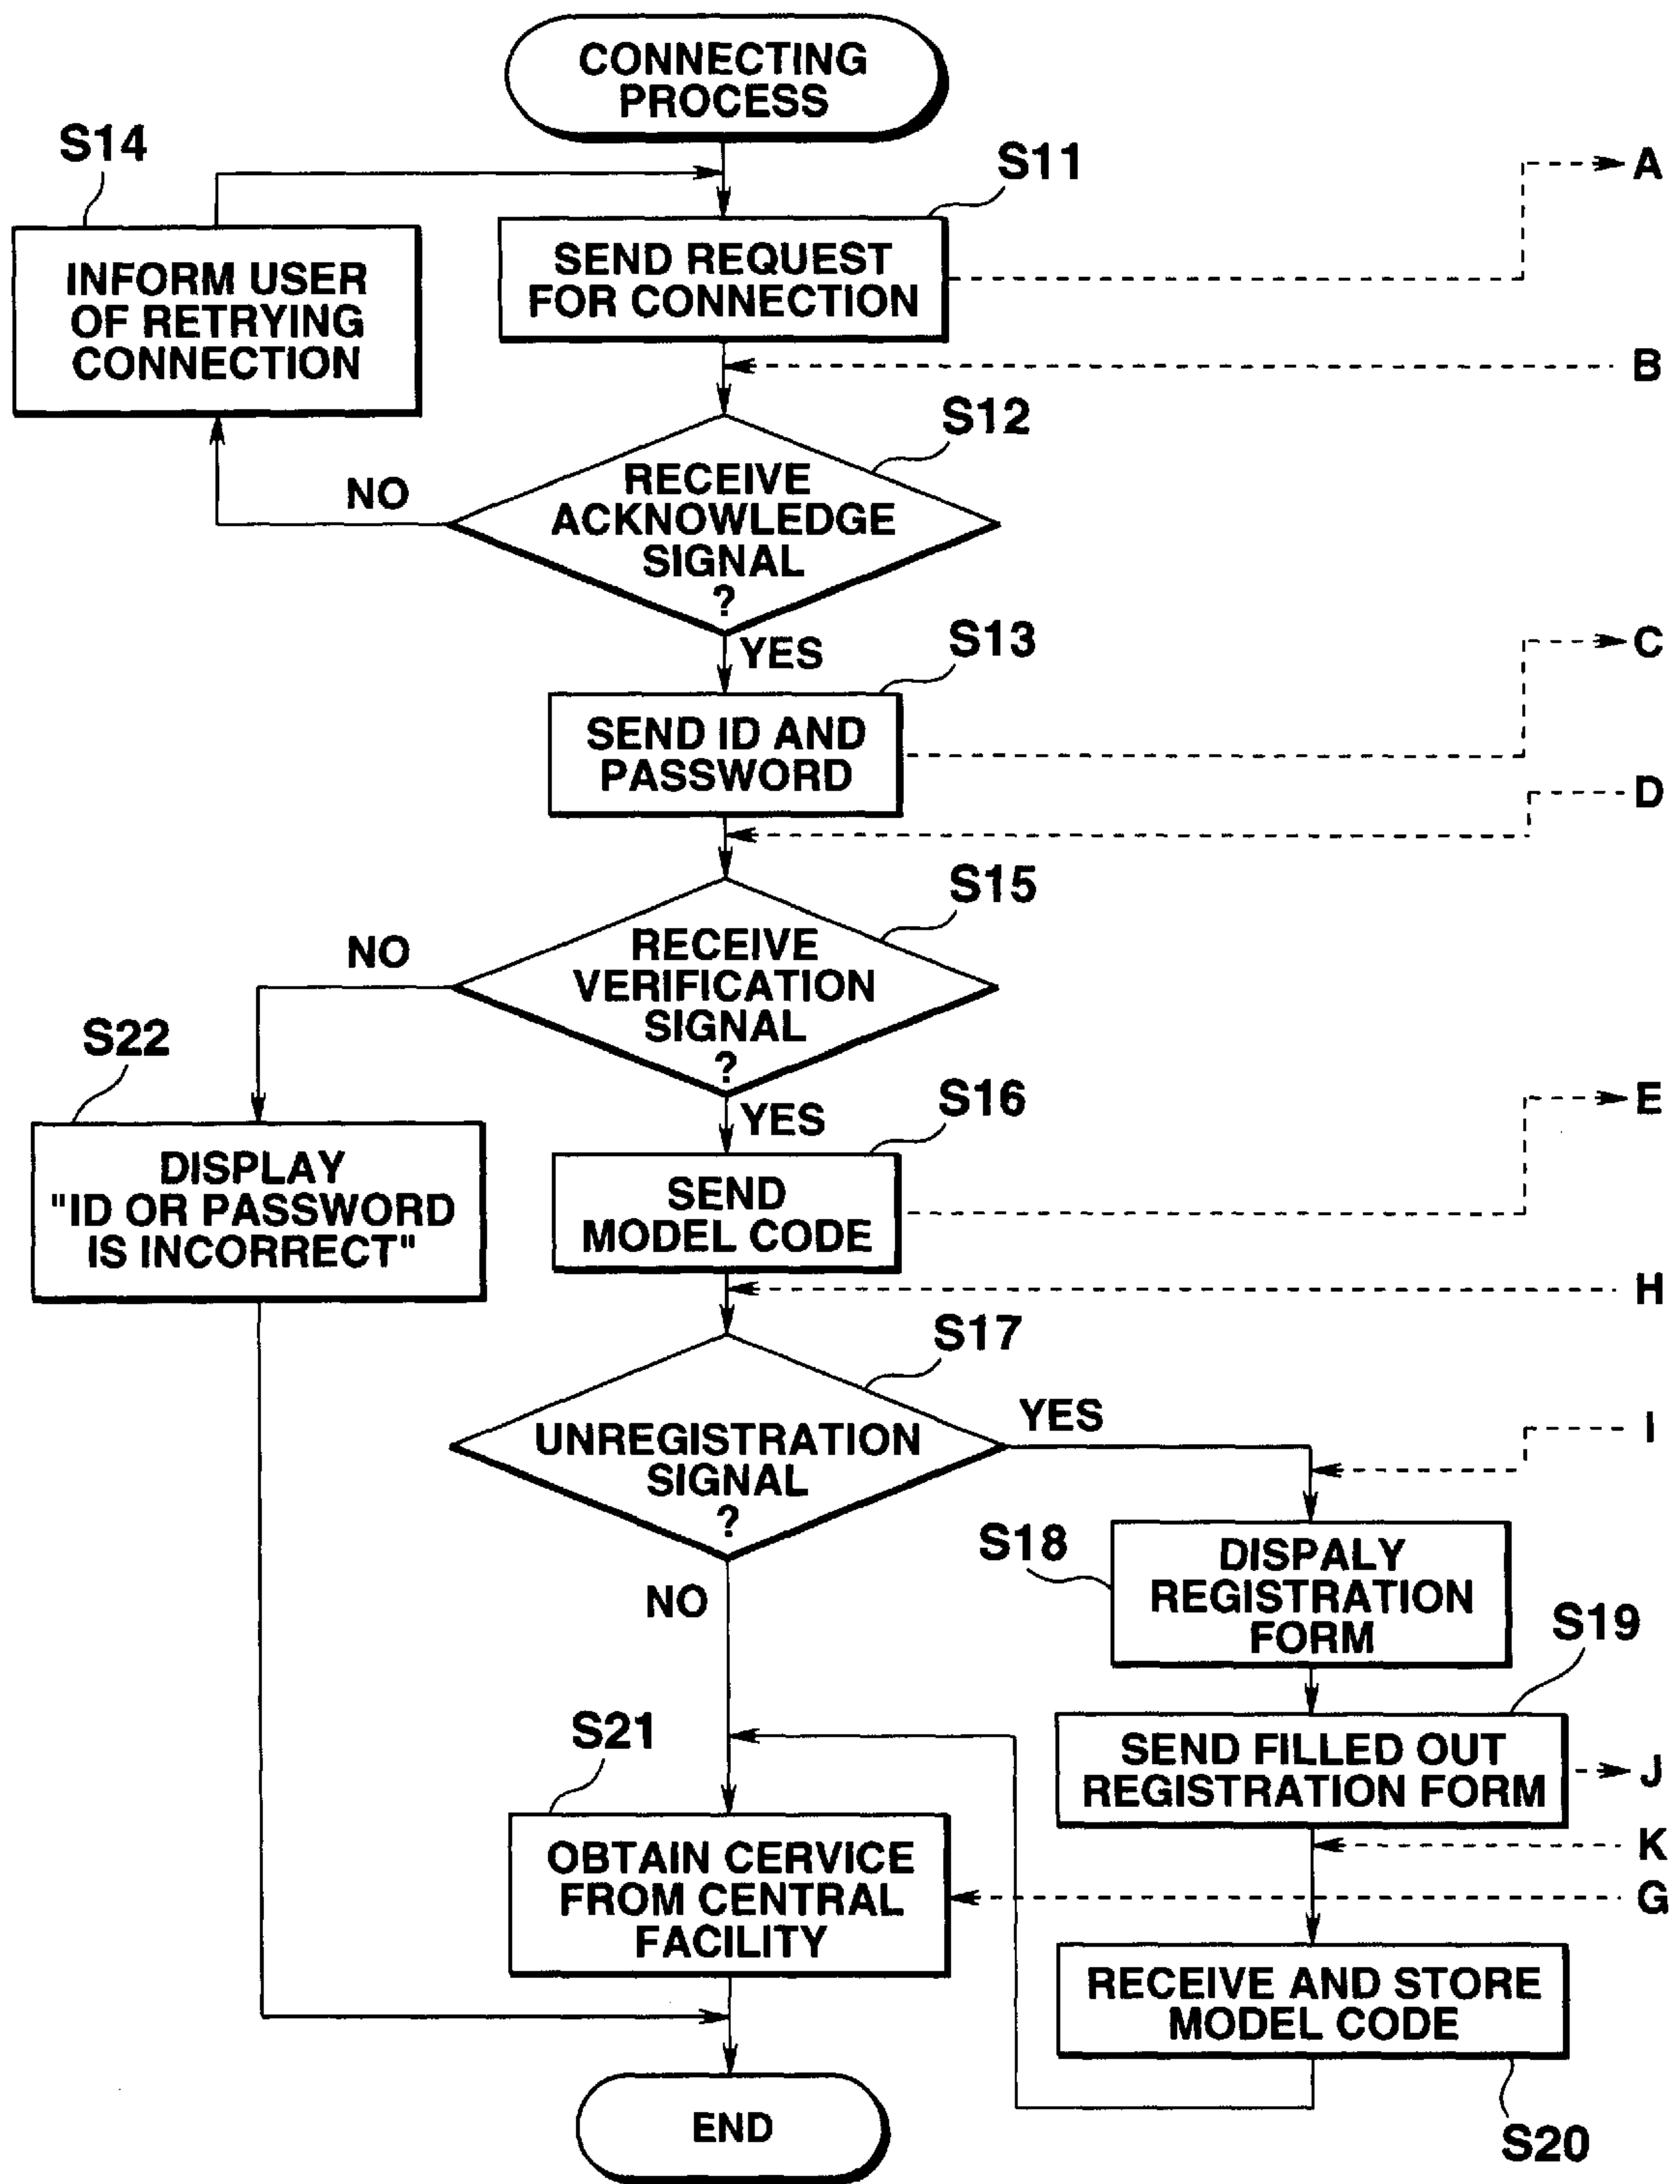 CONNECTING
PROCESS
S14
S11
A
INFORM USER
OF RETRYING
CONNECTION
SEND REQUEST
FOR CONNECTION
B
S12
NO
RECEIVE
ACKNOWLEDGE
SIGNAL
?
YES
S13
C
SEND ID AND
PASSWORD
D
S15
NO
RECEIVE
VERIFICATION
SIGNAL
?
S22
YES
S16
E
DISPLAY
"ID OR PASSWORD
IS INCORRECT"
SEND
MODEL CODE
H
S17
YES
I
UNREGISTRATION
SIGNAL
?
NO
S18
DISPALY
REGISTRATION
FORM
S19
S21
SEND FILLED OUT
REGISTRATION FORM
J
K
OBTAIN CERVICE
FROM CENTRAL
FACILITY
G
RECEIVE AND STORE
MODEL CODE
END
S20